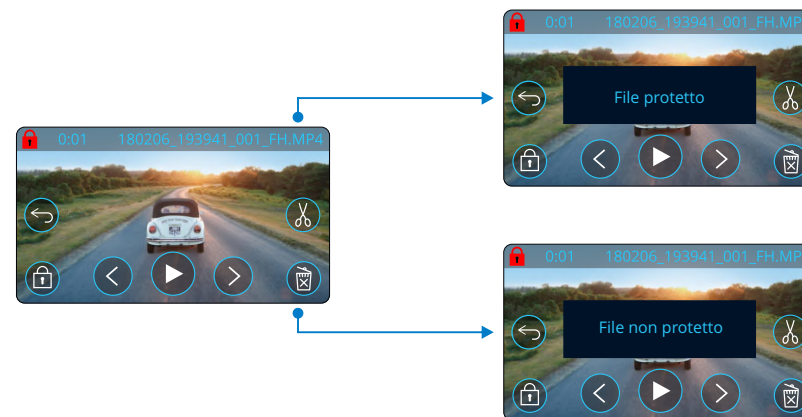 0:01 180206_193941_001_FH.MP4
0:01 180206_193941_001_FH.MP
File protetto
0:01 180206_193941_001_FH.MP
File non protetto